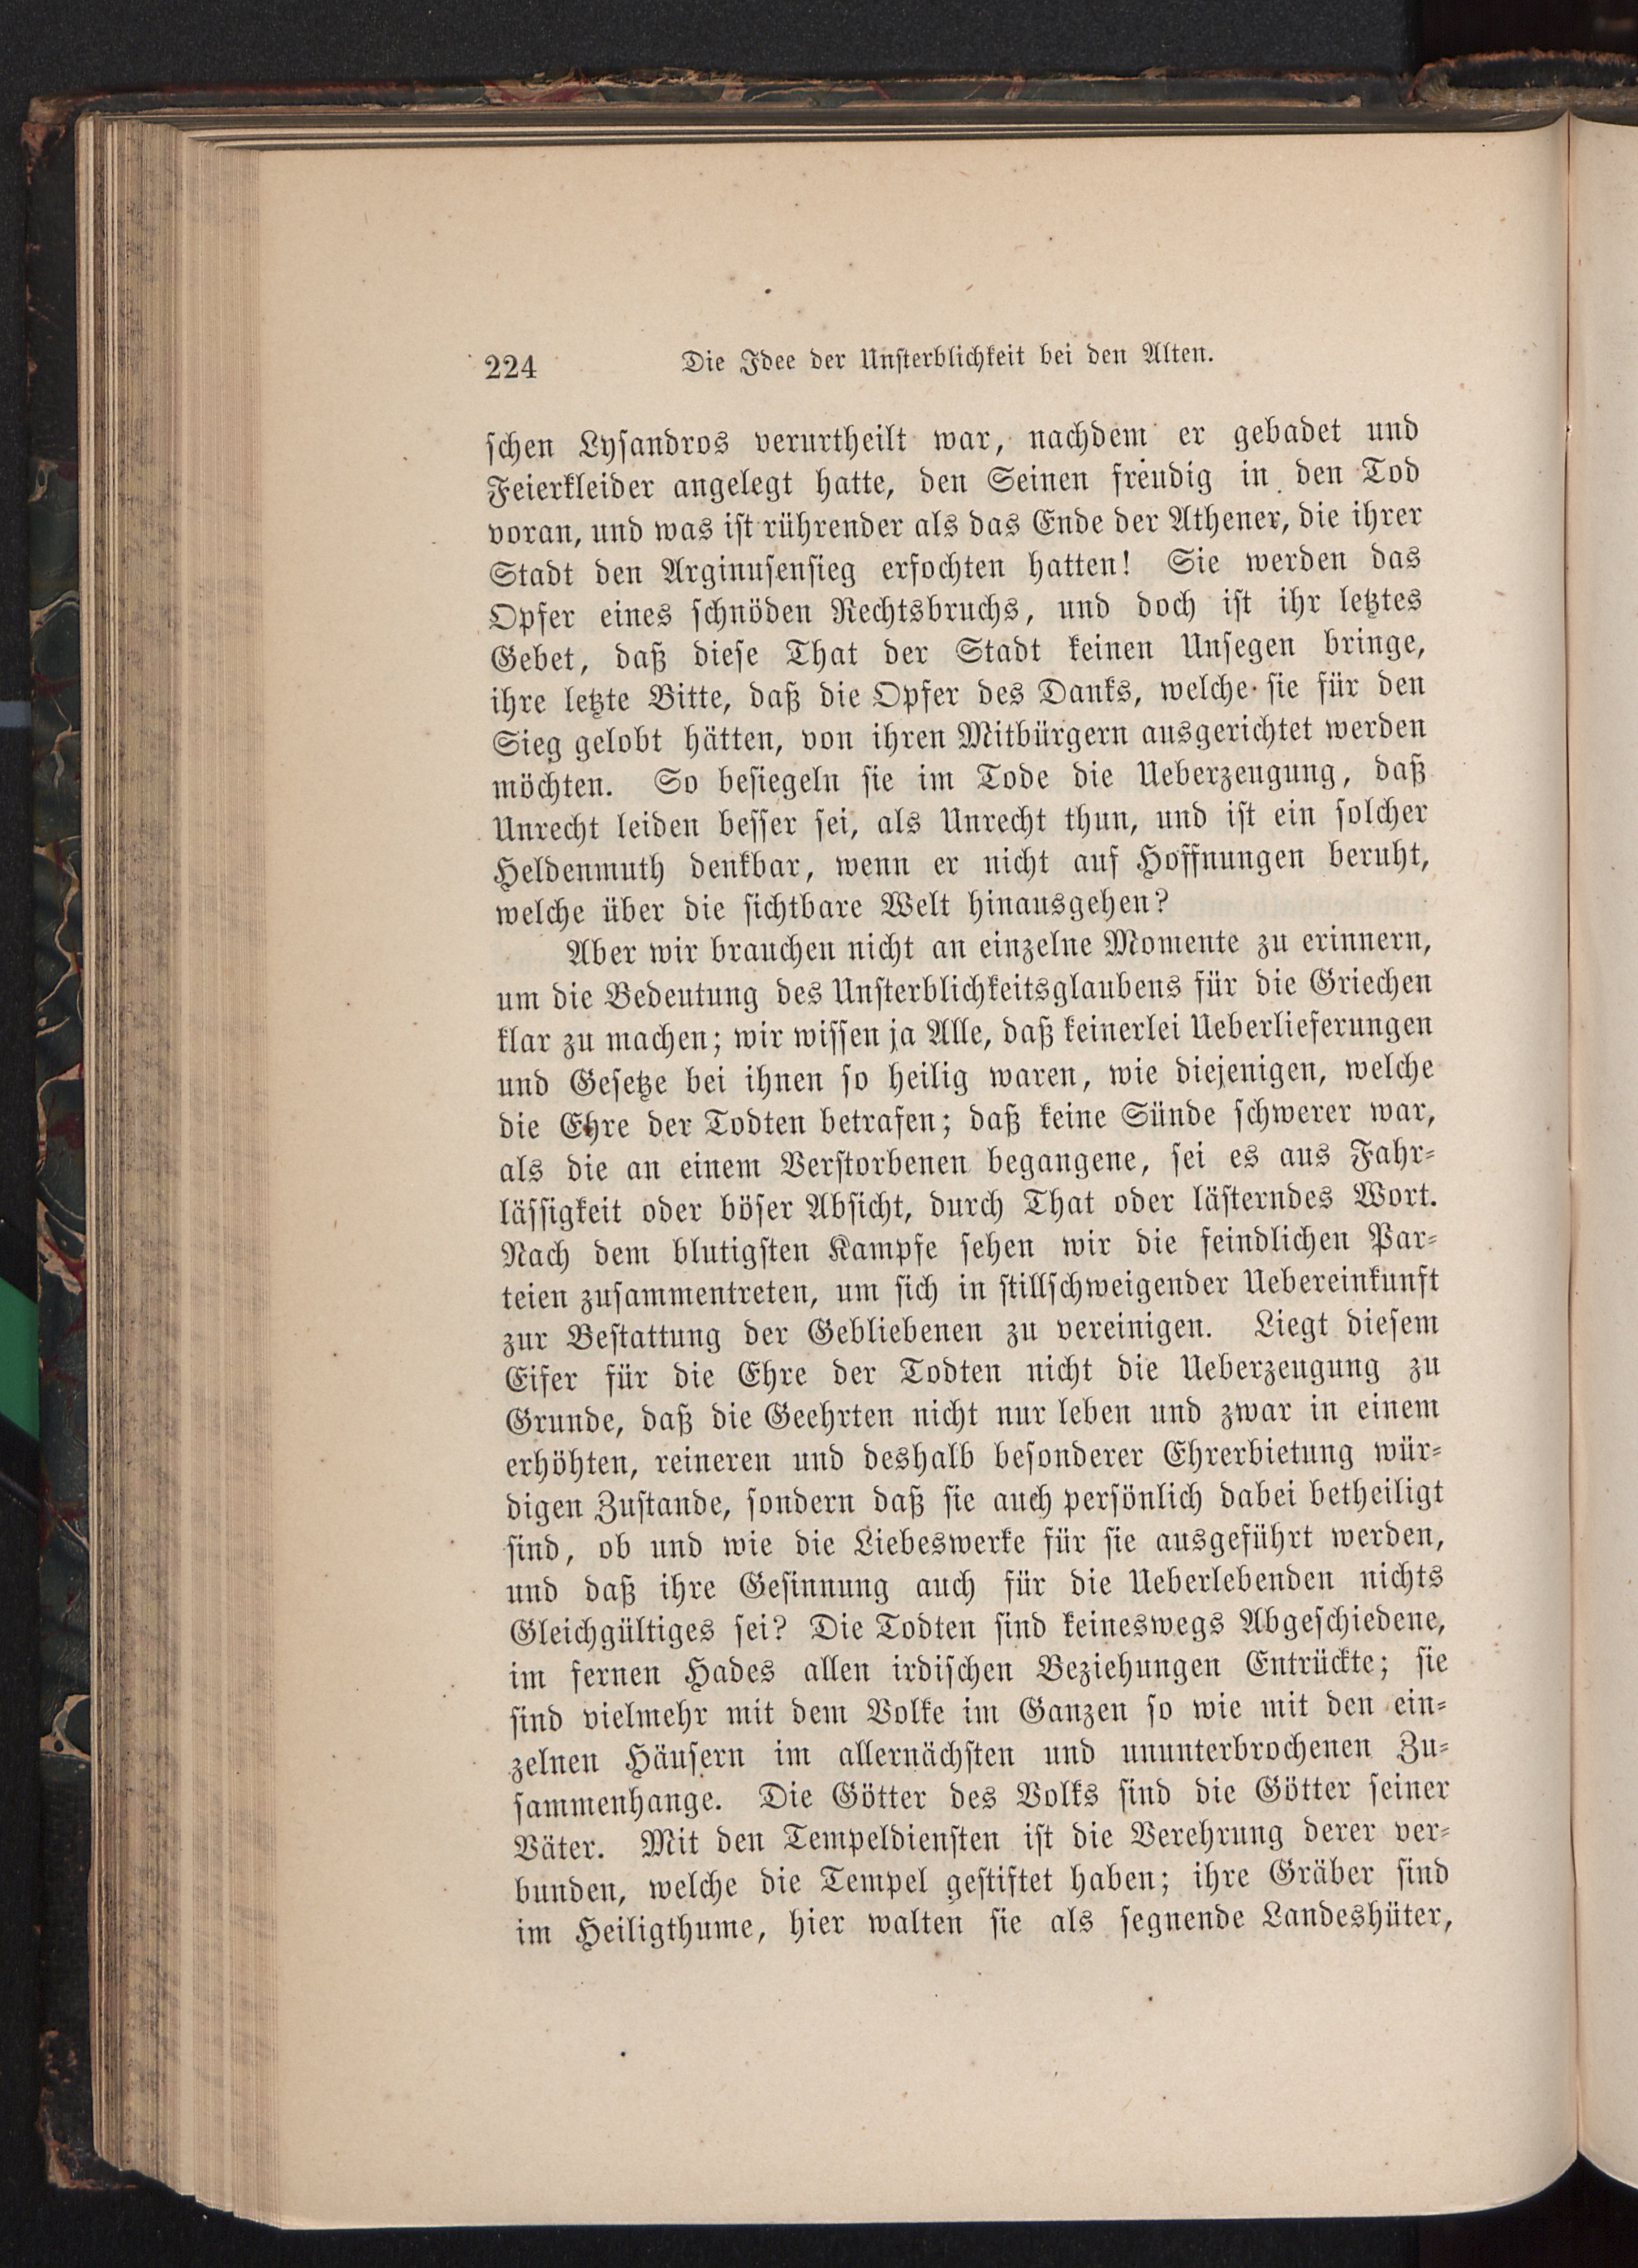 224 Die Idee der Unsterblichkeit bei den Alten.
schen Lysandros verurtheilt war, nachdem er gebadet und
Feierkleider angelegt hatte, den Seinen freudig in den Tod
voran, und was ist rührender als das Ende der Athener, die ihrer
Stadt den Arginusensieg erfochten hatten! Sie werden das
Opfer eines schnöden Rechtsbruchs, und doch ist ihr letztes
Gebet, daß diese That der Stadt keinen Unsegen bringe,
ihre letzte Bitte, daß die Opfer des Danks, welche sie für den
Sieg gelobt hätten, von ihren Mitbürgern ausgerichtet werden
möchten. So besiegeln sie im Tode die Ueberzeugung, daß
Unrecht leiden besser sei, als Unrecht thun, und ist ein solcher
Heldenmuth denkbar, wenn er nicht auf Hoffnungen beruht,
welche über die sichtbare Welt hinausgehen?
Aber wir brauchen nicht an einzelne Momente zu erinnern,
um die Bedeutung des Unsterblichkeitsglaubens für die Griechen
klar zu machen; wir wissen ja Alle, daß keinerlei Ueberlieferungen
und Gesetze bei ihnen so heilig waren, wie diejenigen, welche
die Ehre der Todten betrafen; daß keine Sünde schwerer war,
als die an einem Verstorbenen begangene, sei es aus Fahr-
lässigkeit oder böser Absicht, durch That oder lästerndes Wort.
Nach dem blutigsten Kampfe sehen wir die feindlichen Par-
teien zusammentreten, um sich in stillschweigender Uebereinkunft
zur Bestattung der Gebliebenen zu vereinigen. Liegt diesem
Eifer für die Ehre der Todten nicht die Ueberzeugung zu
Grunde, daß die Geehrten nicht nur leben und zwar in einem
erhöhten, reineren und deshalb besonderer Ehrerbietung wür-
digen Zustande, sondern daß sie auch persönlich dabei betheiligt
sind, ob und wie die Liebeswerke für sie ausgeführt werden,
und daß ihre Gesinnung auch für die Ueberlebenden nichts
Gleichgültiges sei? Die Todten sind keineswegs Abgeschiedene,
im fernen Hades allen irdischen Beziehungen Entrückte; sie
sind vielmehr mit dem Volke im Ganzen so wie mit den ein-
zelnen Häusern im allernächsten und ununterbrochenen Zu-
sammenhange. Die Götter des Volks sind die Götter seiner
Väter. Mit den Tempeldiensten ist die Verehrung derer ver-
bunden, welche die Tempel gestiftet haben; ihre Gräber sind
im Heiligthume, hier walten sie als segnende Landeshüter,